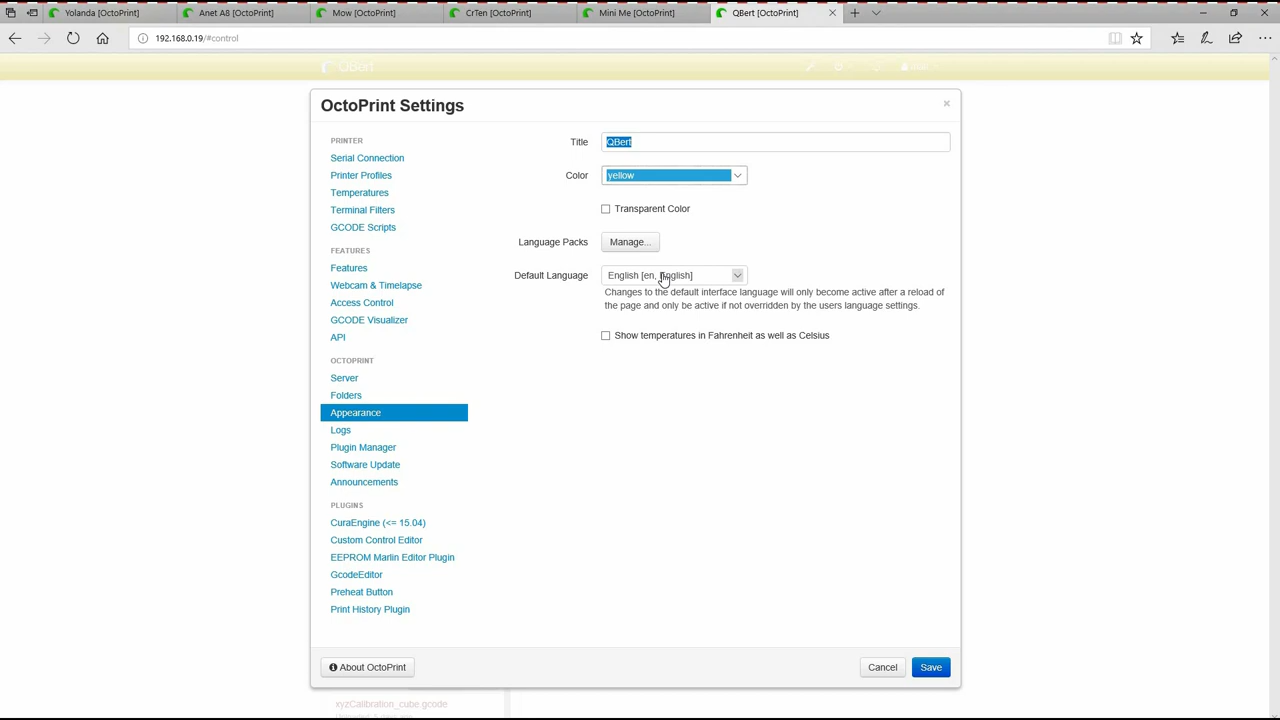 Yolanda [OctoPrint]
Anet A8 [OctoPrint]
Mow [OctoPrint]
CrTen [OctoPrint]
Mini Me [OctoPrint]
QBert [OctoPrint]
192.168.0.19/#control
QBert
OctoPrint Settings
PRINTER
Serial Connection
Printer Profiles
Temperatures
Terminal Filters
GCODE Scripts
FEATURES
Features
Webcam & Timelapse
Access Control
GCODE Visualizer
API
OCTOPRINT
Server
Folders
Appearance
Logs
Plugin Manager
Software Update
Announcements
PLUGINS
CuraEngine (<= 15.04)
Custom Control Editor
EEPROM Marlin Editor Plugin
GcodeEditor
Preheat Button
Print History Plugin
Title
QBert
Color
yellow
Transparent Color
Language Packs
Manage...
Default Language
English [en, English]
Changes to the default interface language will only become active after a reload of
the page and only be active if not overridden by the users language settings.
Show temperatures in Fahrenheit as well as Celsius
About OctoPrint
Cancel
Save
xyzCalibration_cube.gcode